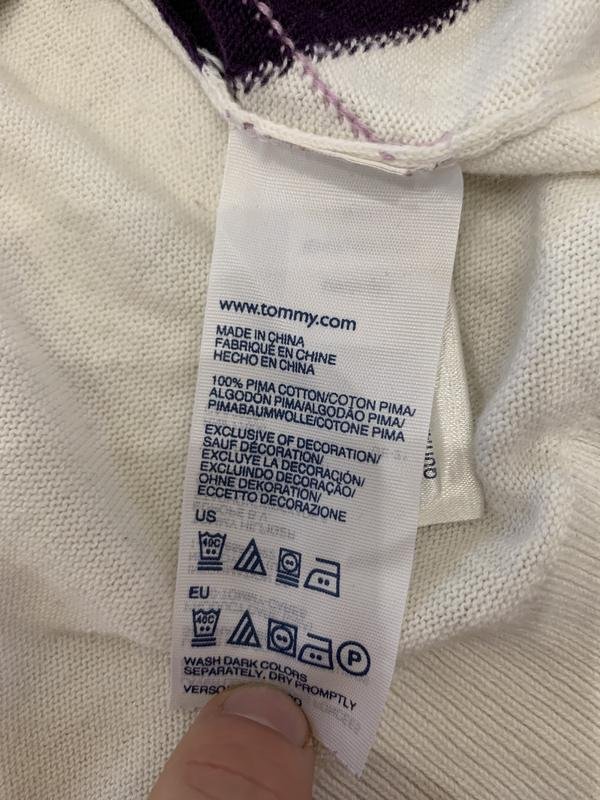 www.tommy.com
MADE IN CHINA
FABRIQUÉ EN CHINE
HECHO EN CHINA
100% PIMA COTTON/COTON PIMA/
ALGODÓN PIMA/ALGODÃO PIMA/
PIMABAUMWOLLE/COTONE PIMA
EXCLUSIVE OF DECORATION/
SAUF DÉCORATION/
EXCLUYE LA DECORACIÓN/
EXCLUINDO DECORAÇÃO/
OHNE DEKORATION/
ECCETTO DECORAZIONE
US
40C
EU
40C
P
WASH DARK COLORS
SEPARATELY, DRY PROMPTLY